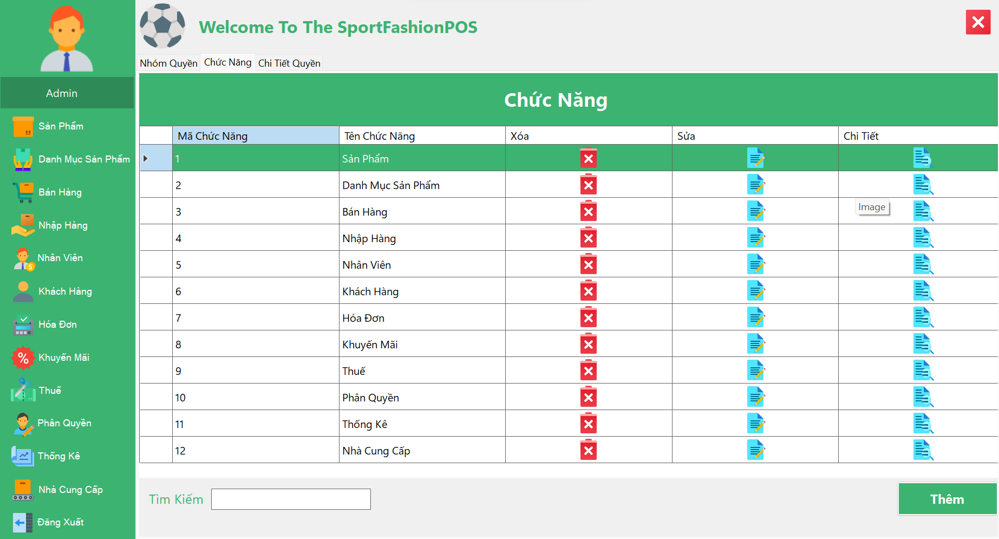 Welcome To The SportFashionPOS
Nhóm Quyền
Chức Năng
Chi Tiết Quyền
Admin
Sản Phẩm
Danh Mục Sản Phẩm
Bán Hàng
Nhập Hàng
Nhân Viên
Khách Hàng
Hóa Đơn
Khuyến Mãi
Thuế
Phân Quyền
Thống Kê
Nhà Cung Cấp
Đăng Xuất
Chức Năng
Mã Chức Năng Tên Chức Năng Xóa Sửa Chi Tiết
1 Sản Phẩm
2 Danh Mục Sản Phẩm
Image
3 Bán Hàng
4 Nhập Hàng
5 Nhân Viên
6 Khách Hàng
7 Hóa Đơn
8 Khuyến Mãi
9 Thuế
10 Phân Quyền
11 Thống Kê
12 Nhà Cung Cấp
Tìm Kiếm
Thêm